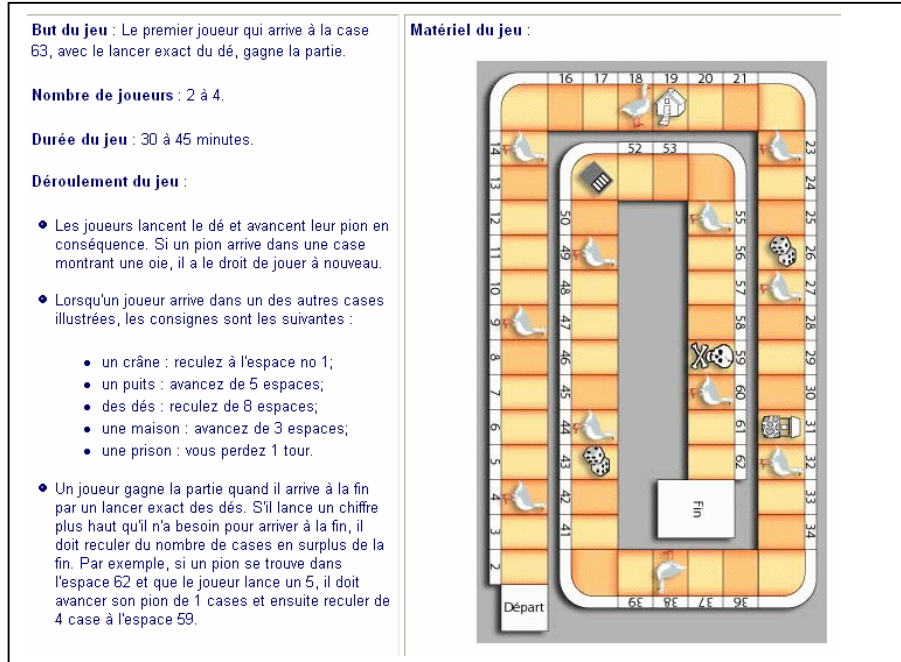 But du jeu : Le premier joueur qui arrive à la case
63, avec le lancer exact du dé, gagne la partie.
Nombre de joueurs : 2 à 4.
Durée du jeu : 30 à 45 minutes.
Déroulement du jeu :
Les joueurs lancent le dé et avancent leur pion en
conséquence. Si un pion arrive dans une case
montrant une oie, il a le droit de jouer à nouveau.
Lorsqu'un joueur arrive dans un des autres cases
illustrées, les consignes sont les suivantes :
un crâne : reculez à l'espace no 1;
un puits : avancez de 5 espaces;
des dés : reculez de 8 espaces;
une maison : avancez de 3 espaces;
une prison : vous perdez 1 tour.
Un joueur gagne la partie quand il arrive à la fin
par un lancer exact des dés. S'il lance un chiffre
plus haut qu'il n'a besoin pour arriver à la fin, il
doit reculer du nombre de cases en surplus de la
fin. Par exemple, si un pion se trouve dans
l'espace 62 et que le joueur lance un 5, il doit
avancer son pion de 1 cases et ensuite reculer de
4 case à l'espace 59.
Matériel du jeu :
Départ
2
3
4
5
6
7
8
9
10
11
12
13
14
16 17 18 19 20 21
23
24
25
26
27
28
29
30
31
32
33
34
36
37
38
39
41
42
43
44
45
46
47
48
49
50
52 53
55
56
57
58
59
60
61
62
Fin